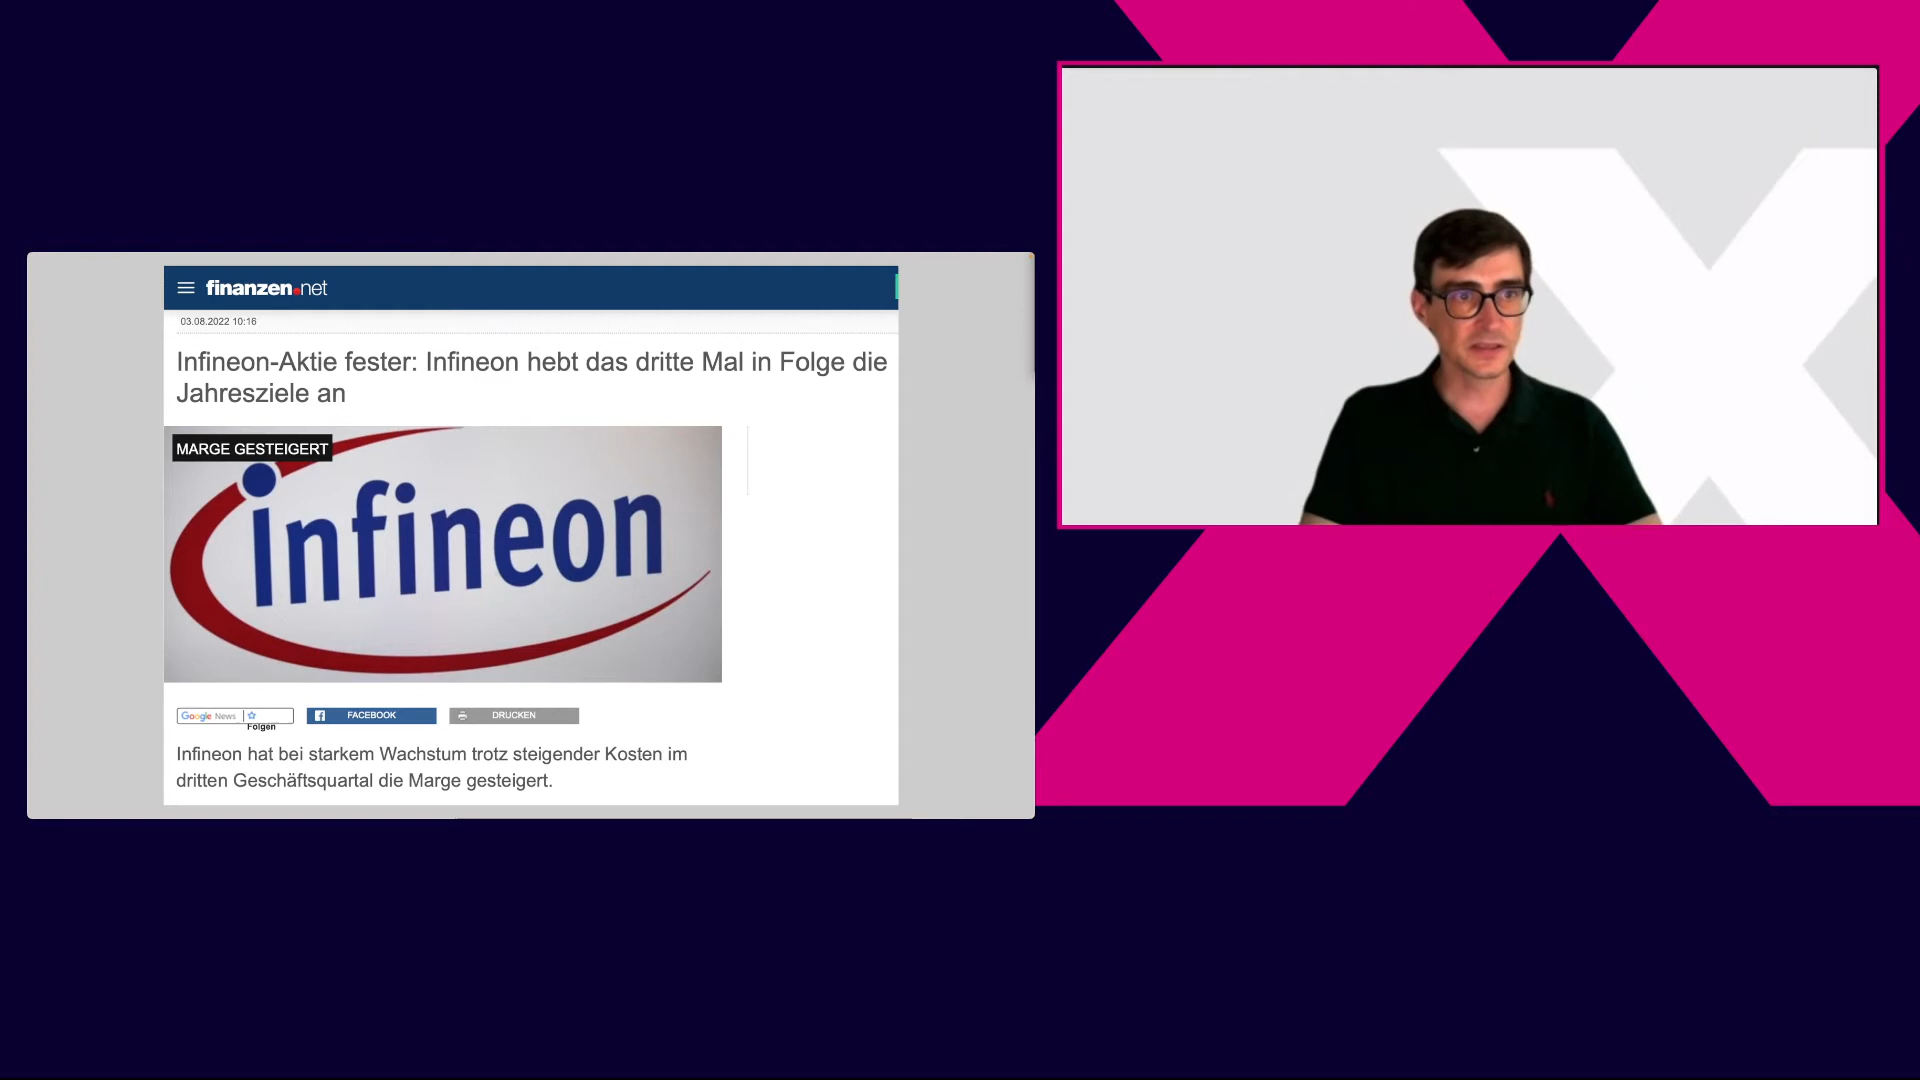 finanzen.net
03.08.2022 10:16
Infineon-Aktie fester: Infineon hebt das dritte Mal in Folge die
Jahresziele an
MARGE GESTEIGERT
infineon
Google News
Folgen
FACEBOOK
DRUCKEN
Infineon hat bei starkem Wachstum trotz steigender Kosten im
dritten Geschäftsquartal die Marge gesteigert.